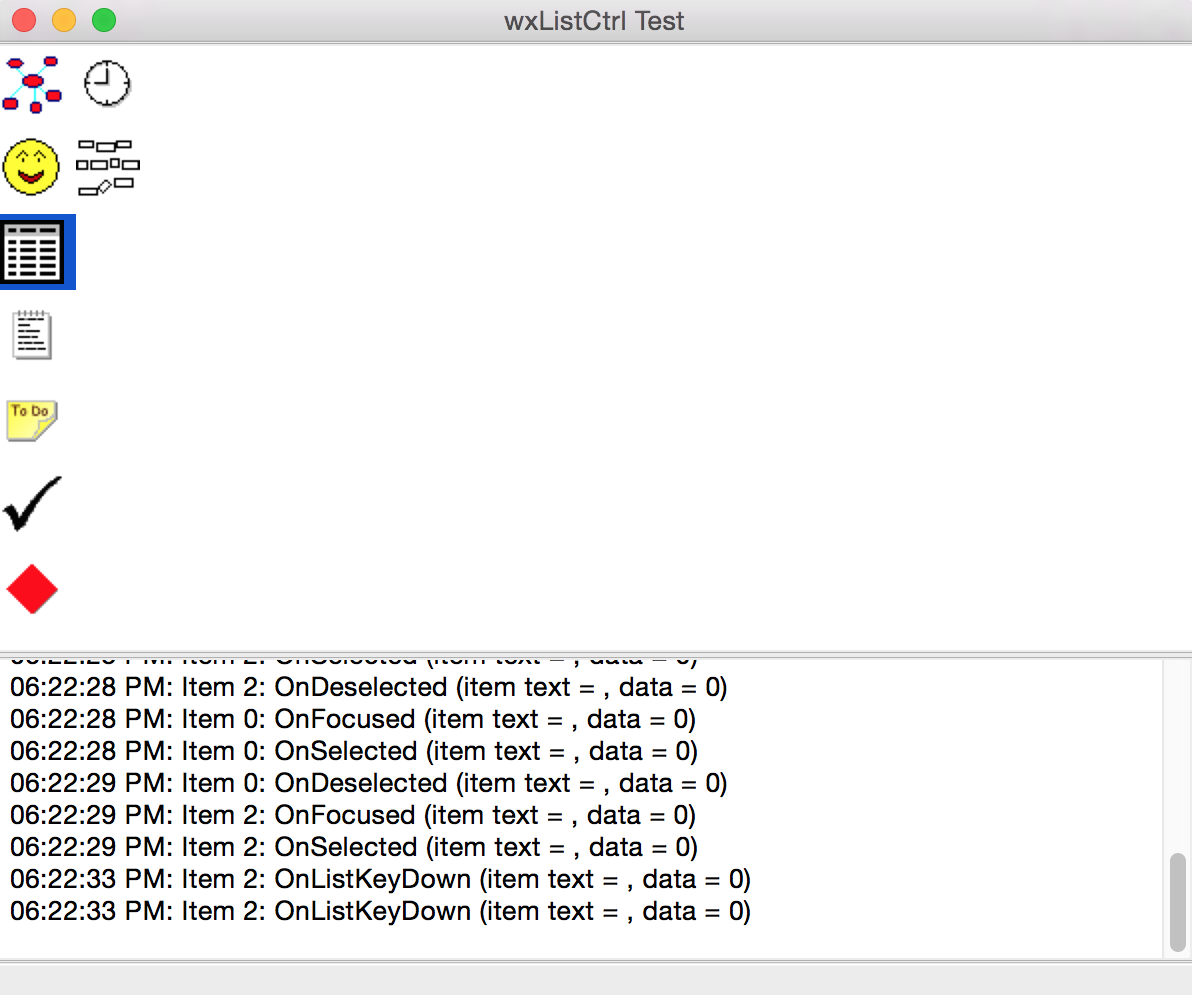 wxListCtrl Test
To Do
06:22:28 PM: Item 2: OnDeselected (item text = , data = 0)
06:22:28 PM: Item 0: OnFocused (item text = , data = 0)
06:22:28 PM: Item 0: OnSelected (item text = , data = 0)
06:22:29 PM: Item 0: OnDeselected (item text = , data = 0)
06:22:29 PM: Item 2: OnFocused (item text = , data = 0)
06:22:29 PM: Item 2: OnSelected (item text = , data = 0)
06:22:33 PM: Item 2: OnListKeyDown (item text = , data = 0)
06:22:33 PM: Item 2: OnListKeyDown (item text = , data = 0)